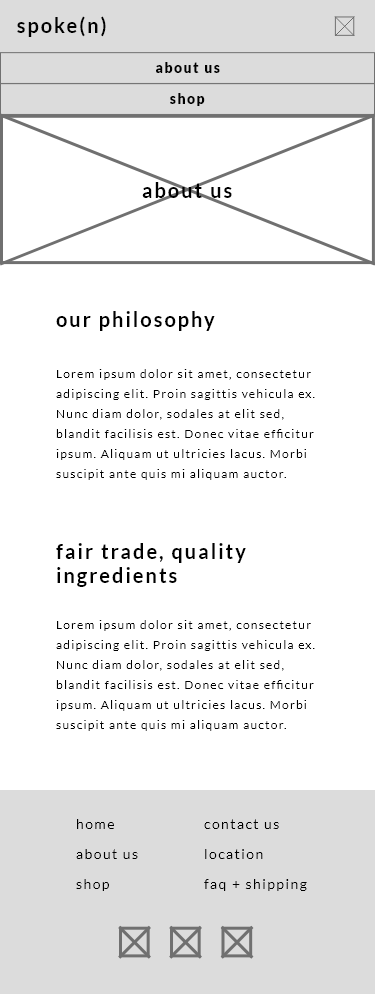 spoke(n)
about us
shop
about us
our philosophy
Lorem ipsum dolor sit amet, consectetur
adipiscing elit. Proin sagittis vehicula ex.
Nunc diam dolor, sodales at elit sed,
blandit facilisis est. Donec vitae efficitur
ipsum. Aliquam ut ultricies lacus. Morbi
suscipit ante quis mi aliquam auctor.
fair trade, quality
ingredients
Lorem ipsum dolor sit amet, consectetur
adipiscing elit. Proin sagittis vehicula ex.
Nunc diam dolor, sodales at elit sed,
blandit facilisis est. Donec vitae efficitur
ipsum. Aliquam ut ultricies lacus. Morbi
suscipit ante quis mi aliquam auctor.
home
about us
shop
contact us
location
faq + shipping